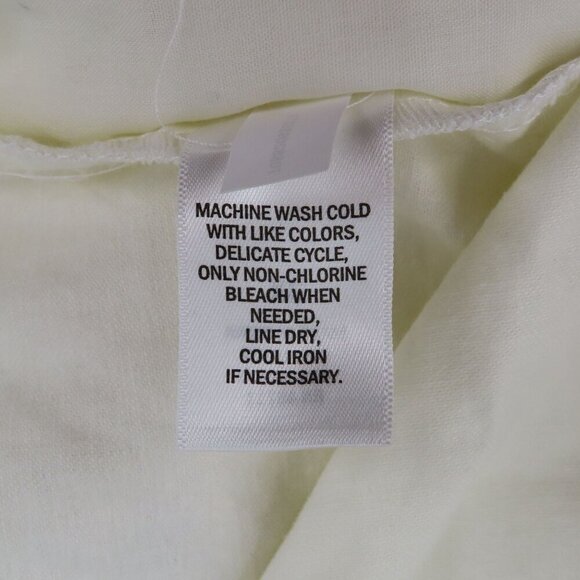 MACHINE WASH COLD
WITH LIKE COLORS,
DELICATE CYCLE,
ONLY NON-CHLORINE
BLEACH WHEN
NEEDED,
LINE DRY,
COOL IRON
IF NECESSARY.